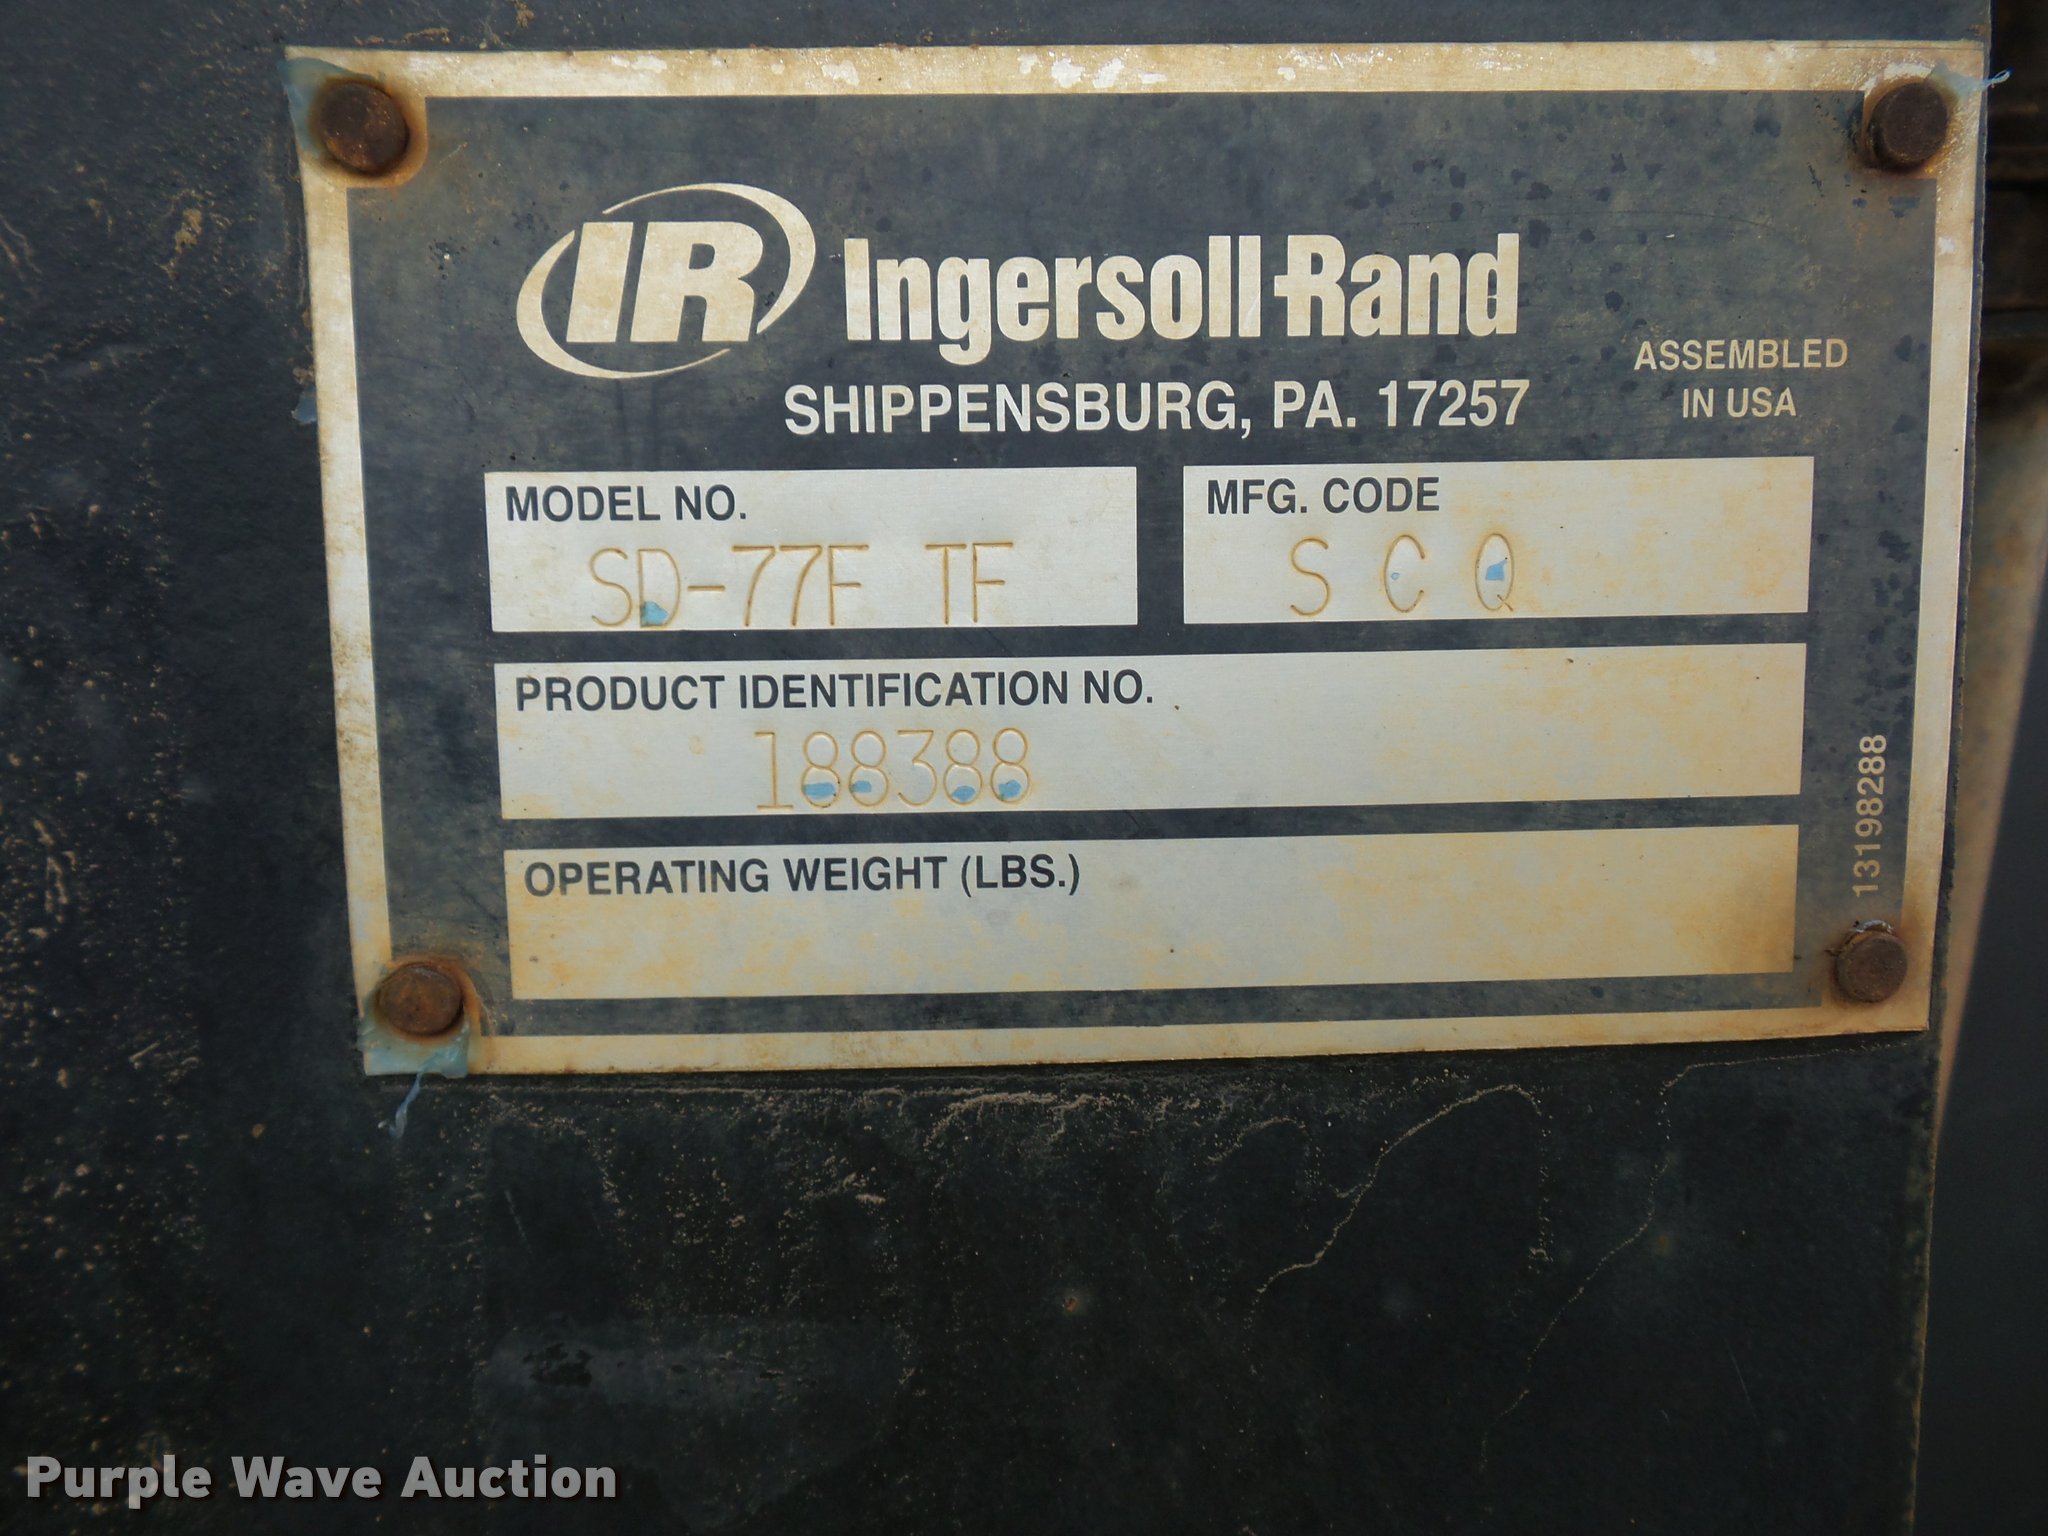 IR Ingersoll-Rand
SHIPPENSBURG, PA. 17257
ASSEMBLED
IN USA
MODEL NO.
SD-77F TF
MFG. CODE
S C Q
PRODUCT IDENTIFICATION NO.
188388
OPERATING WEIGHT (LBS.)
13198288
Purple Wave Auction